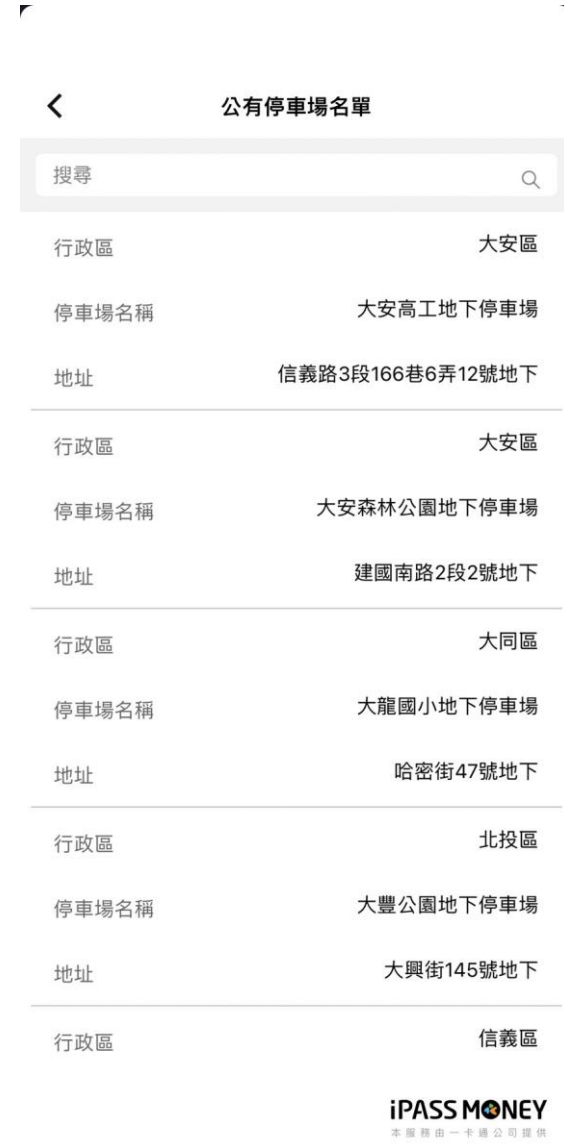 公有停車場名單
搜尋
行政區 大安區
停車場名稱 大安高工地下停車場
地址 信義路3段166巷6弄12號地下
行政區 大安區
停車場名稱 大安森林公園地下停車場
地址 建國南路2段2號地下
行政區 大同區
停車場名稱 大龍國小地下停車場
地址 哈密街47號地下
行政區 北投區
停車場名稱 大豐公園地下停車場
地址 大興街145號地下
行政區 信義區
iPASS MONEY
本服務由一卡通公司提供